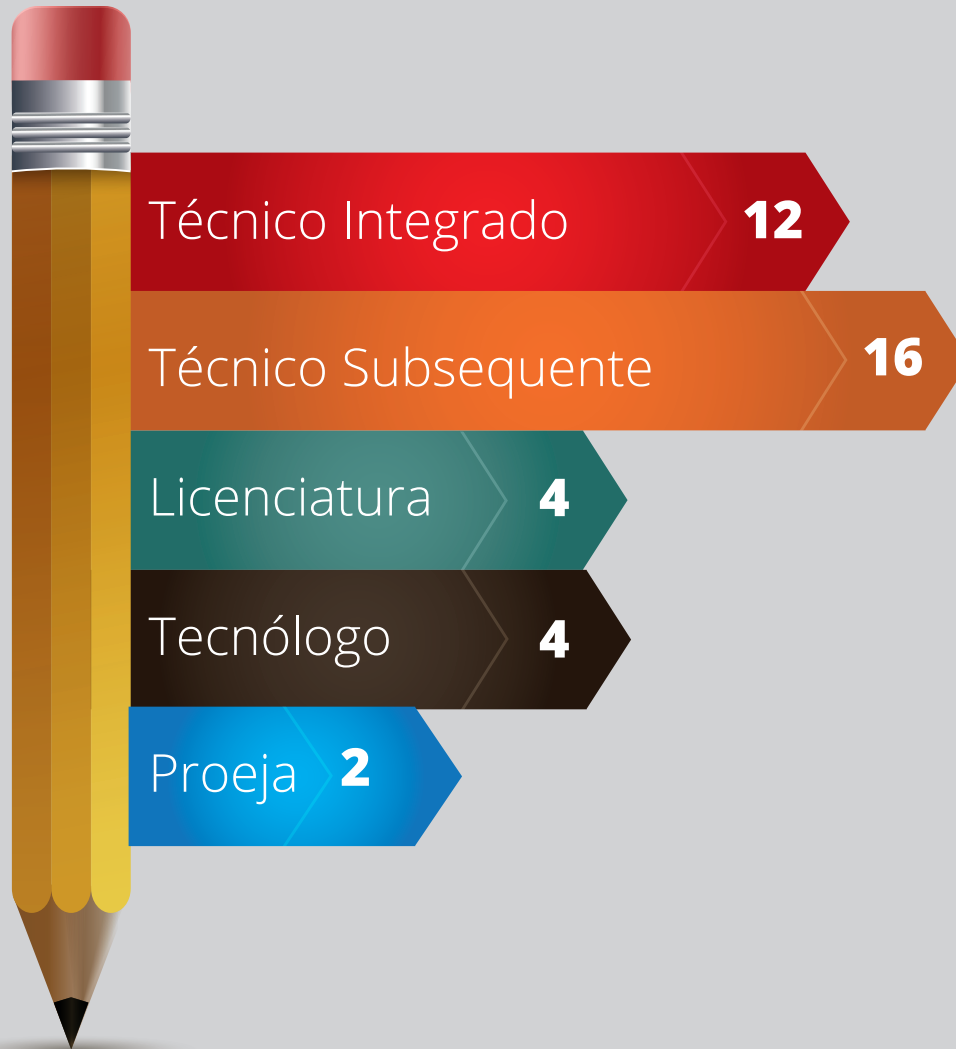 Técnico Integrado 12
Técnico Subsequente 16
Licenciatura 4
Tecnólogo 4
Proeja 2